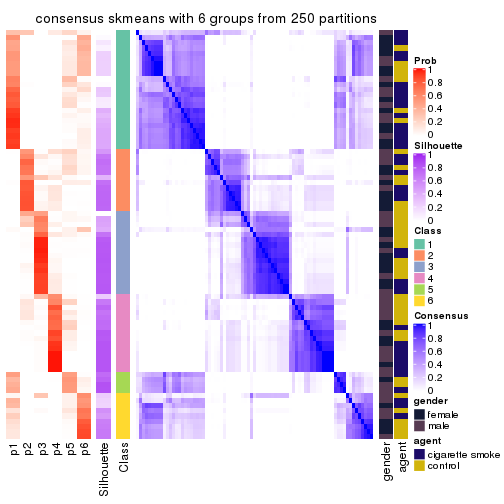 consensus skmeans with 6 groups from 250 partitions
Prob
1
0.8
0.6
0.4
0.2
0
Silhouette
1
0.8
0.6
0.4
0.2
0
Class
1
2
3
4
5
6
Consensus
1
0.8
0.6
0.4
0.2
0
gender
female
male
agent
cigarette smoke
control
p1
p2
p3
p4
p5
p6
Silhouette
Class
gender
agent